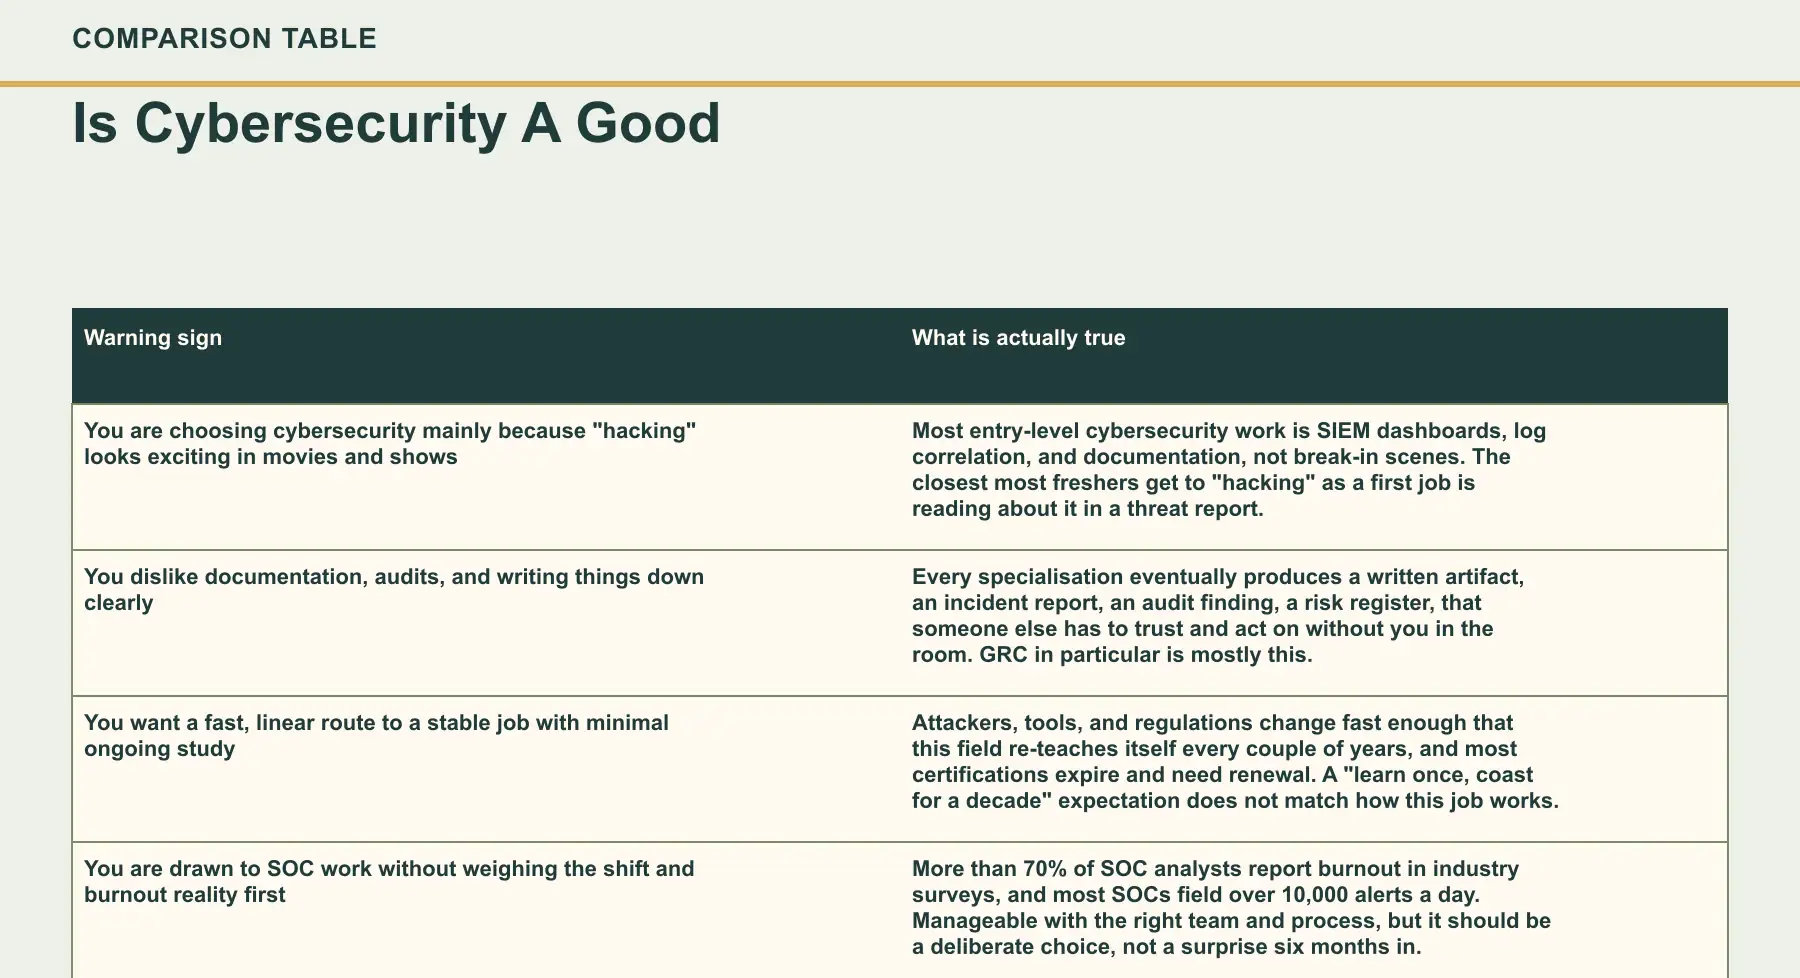 COMPARISON TABLE
Is Cybersecurity A Good
Warning sign
What is actually true
You are choosing cybersecurity mainly because "hacking"
looks exciting in movies and shows
Most entry-level cybersecurity work is SIEM dashboards, log
correlation, and documentation, not break-in scenes. The
closest most freshers get to "hacking" as a first job is
reading about it in a threat report.
You dislike documentation, audits, and writing things down
clearly
Every specialisation eventually produces a written artifact,
an incident report, an audit finding, a risk register, that
someone else has to trust and act on without you in the
room. GRC in particular is mostly this.
You want a fast, linear route to a stable job with minimal
ongoing study
Attackers, tools, and regulations change fast enough that
this field re-teaches itself every couple of years, and most
certifications expire and need renewal. A "learn once, coast
for a decade" expectation does not match how this job works.
You are drawn to SOC work without weighing the shift and
burnout reality first
More than 70% of SOC analysts report burnout in industry
surveys, and most SOCs field over 10,000 alerts a day.
Manageable with the right team and process, but it should be
a deliberate choice, not a surprise six months in.